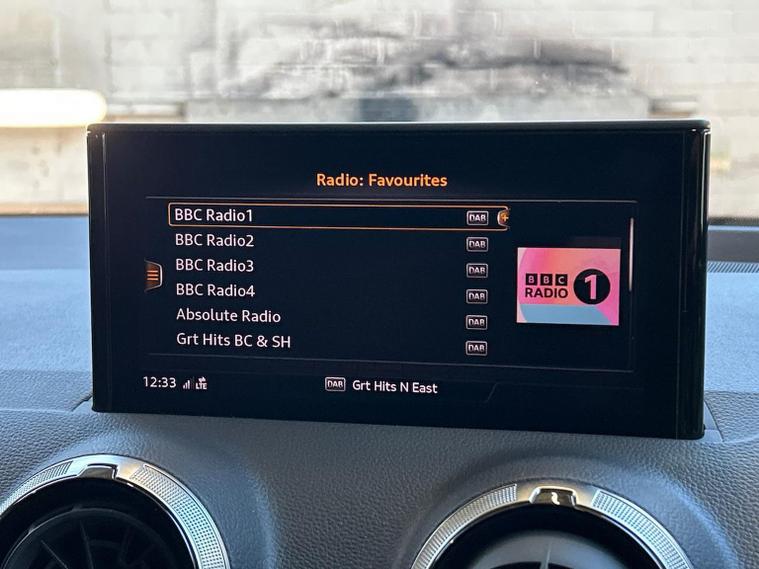 Radio: Favourites
BBC Radio1 DAB
BBC Radio2 DAB
BBC Radio3 DAB
BBC Radio4 DAB
Absolute Radio DAB
Grt Hits BC & SH DAB
BBC
RADIO 1
12:33 LTE DAB Grt Hits N East